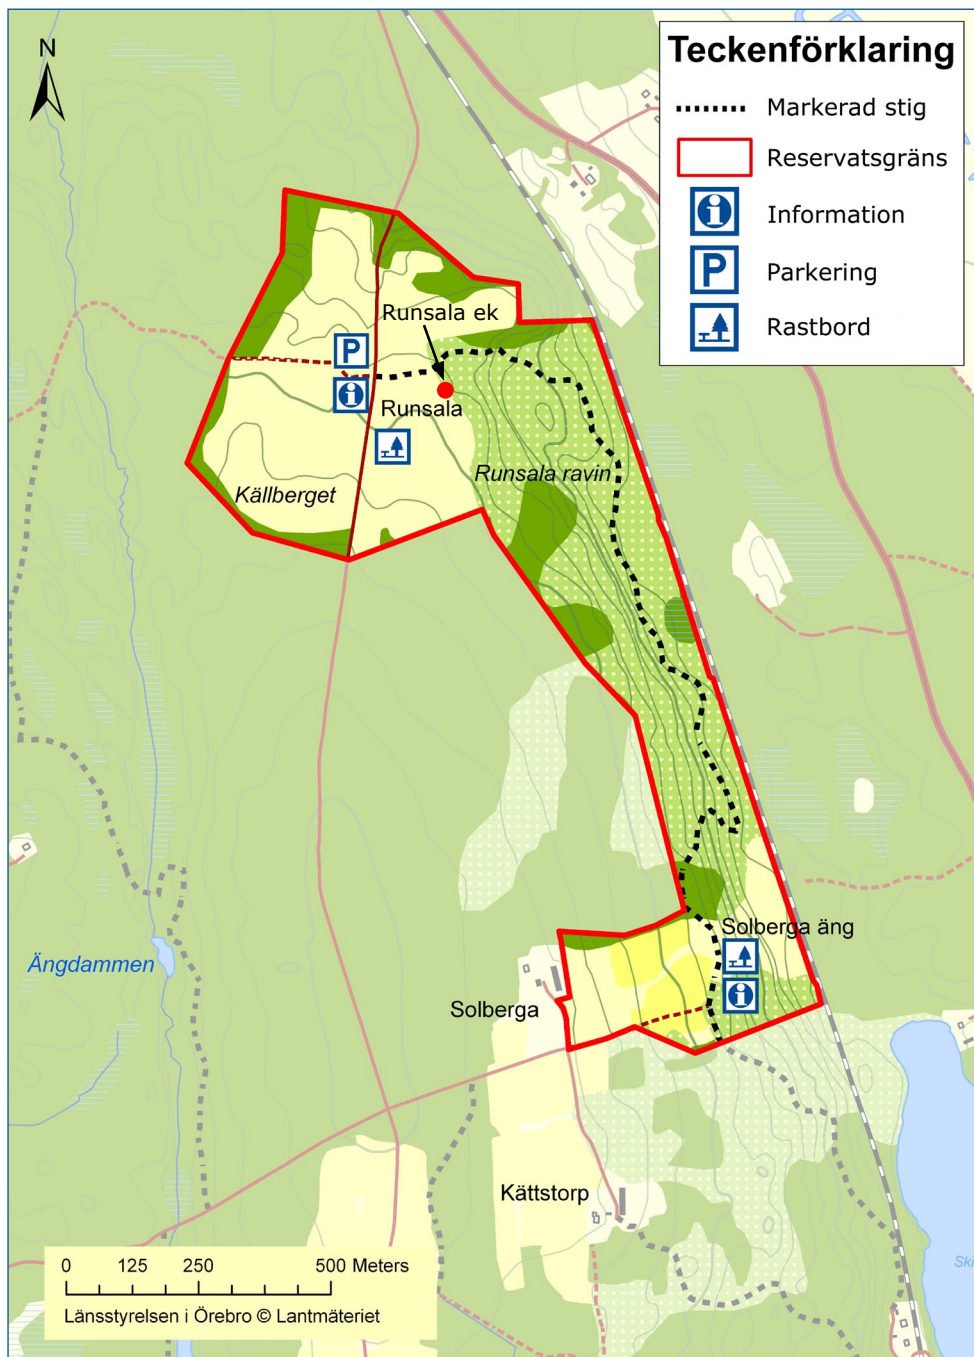 N
Teckenförklaring
Markerad stig
Reservatsgräns
Information
Parkering
Rastbord
Runsala ek
P
Runsala
Runsala ravin
Källberget
Solberga äng
Ängdammen
Solberga
Kättstorp
Ski
0 125 250 500 Meters
Länsstyrelsen i Örebro © Lantmäteriet